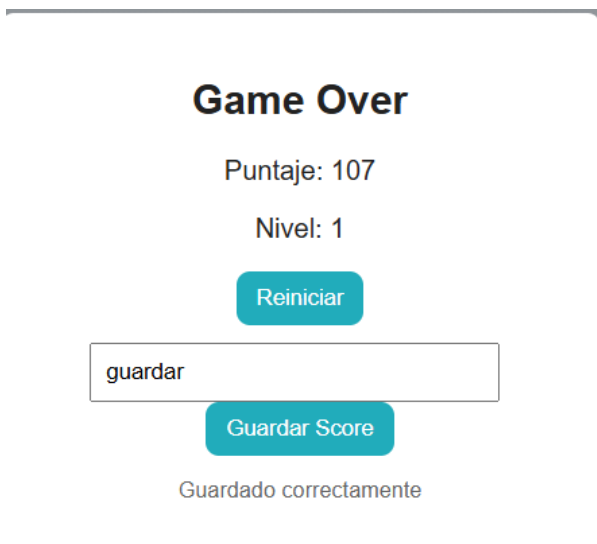 Game Over
Puntaje: 107
Nivel: 1
Reiniciar
guardar
Guardar Score
Guardado correctamente